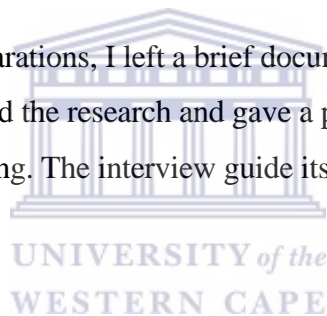 arations, I left a brief docu
d the research and gave a p
ng. The interview guide its
UNIVERSITY of the
WESTERN CAPE